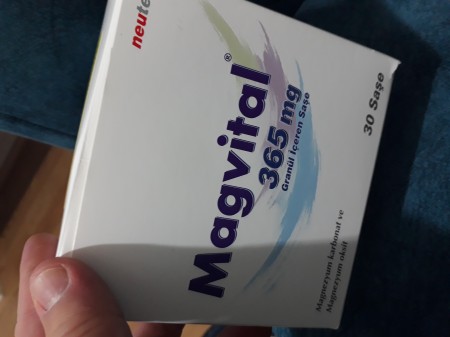 Magvital®
365 mg
Granül İçeren Saşe
Magnezyum karbonat ve
Magnezyum oksit
30 Saşe